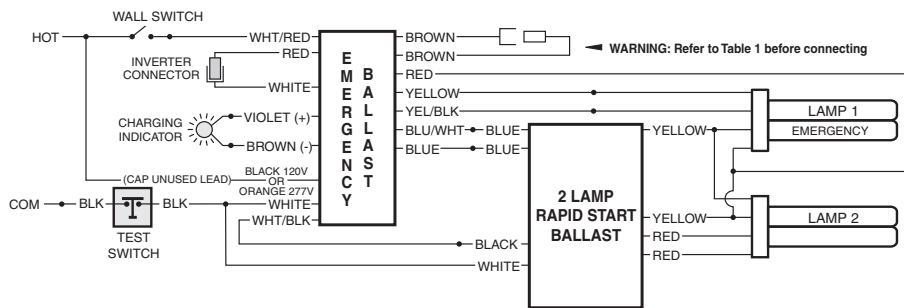 WALL SWITCH
HOT
WHT/RED
RED
INVERTER
CONNECTOR
WHITE
CHARGING
INDICATOR
VIOLET (+)
BROWN (-)
(CAP UNUSED LEAD)
BLACK 120V
OR
ORANGE 277V
COM
BLK
BLK
WHITE
WHT/BLK
TEST
SWITCH
EMERGENCY
BALLAST
BROWN
BROWN
WARNING: Refer to Table 1 before connecting
RED
YELLOW
YEL/BLK
BLU/WHT
BLUE
BLUE
BLUE
BLACK
WHITE
2 LAMP
RAPID START
BALLAST
YELLOW
YELLOW
RED
RED
LAMP 1
EMERGENCY
LAMP 2